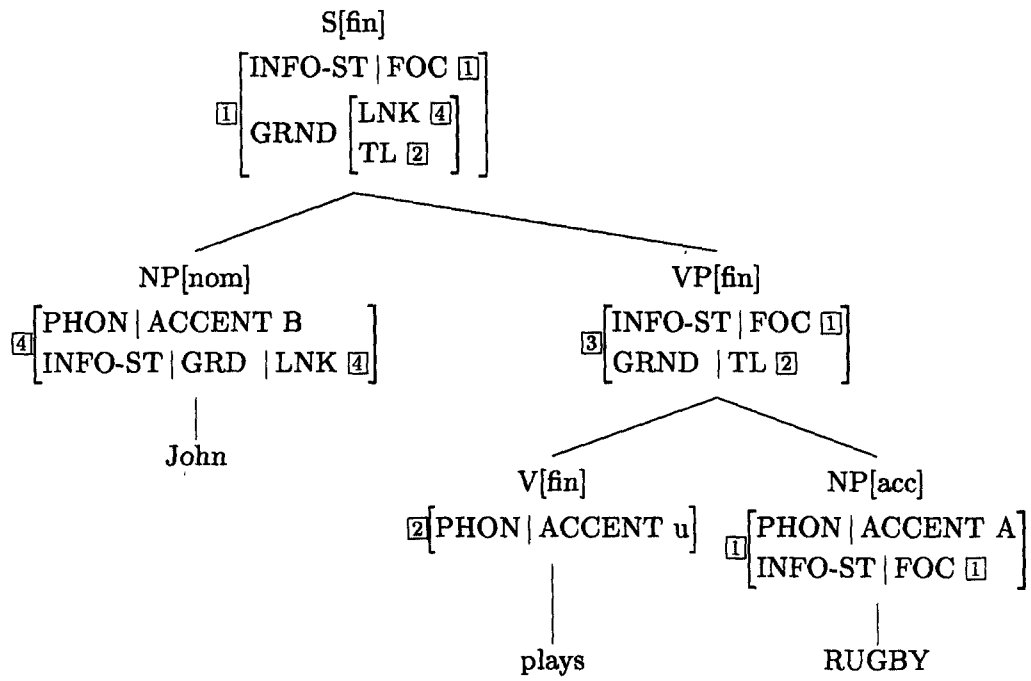 S[fin]
1 INFO-ST | FOC 1
GRND LNK 4
TL 2
NP[nom] VP[fin]
4 PHON | ACCENT B
INFO-ST | GRD | LNK 4
3 INFO-ST | FOC 1
GRND | TL 2
John
V[fin] NP[acc]
2 [PHON | ACCENT u]
1 PHON | ACCENT A
INFO-ST | FOC 1
plays RUGBY